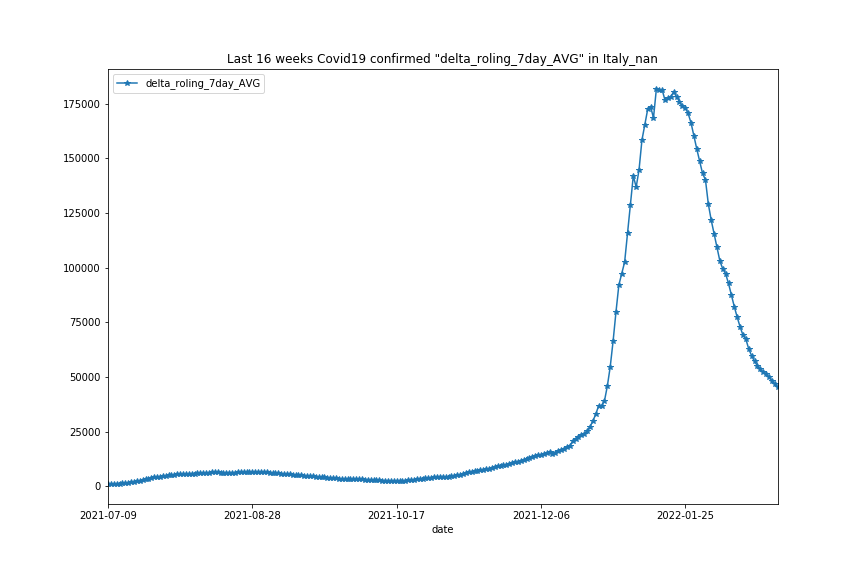 Last 16 weeks Covid19 confirmed "delta_roling_7day_AVG" in Italy_nan
delta_roling_7day_AVG
175000
150000
125000
100000
75000
50000
25000
0
2021-07-09 2021-08-28 2021-10-17 2021-12-06 2022-01-25
date